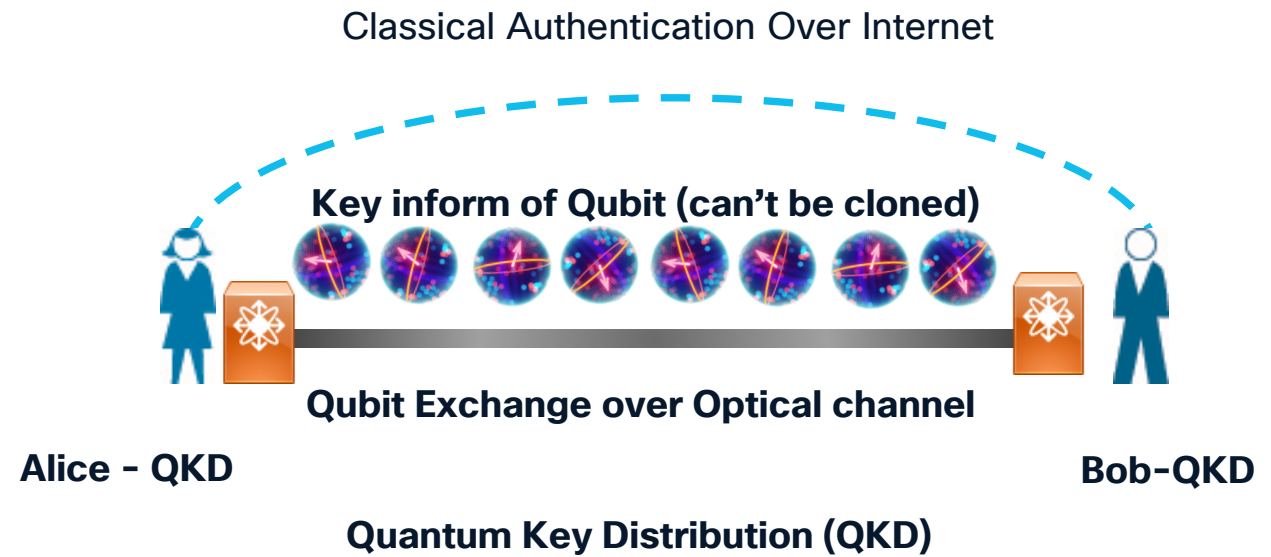 Classical Authentication Over Internet
Key inform of Qubit (can’t be cloned)
Qubit Exchange over Optical channel
Alice - QKD
Bob-QKD
Quantum Key Distribution (QKD)